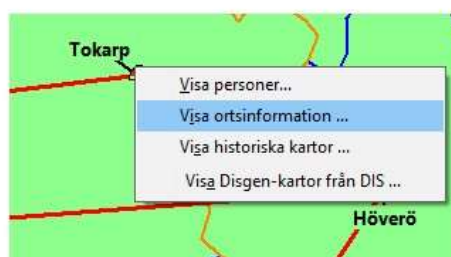 Tokarp
Visa personer...
Visa ortsinformation ...
Visa historiska kartor ...
Visa Disgen-kartor från DIS ...
Höverö